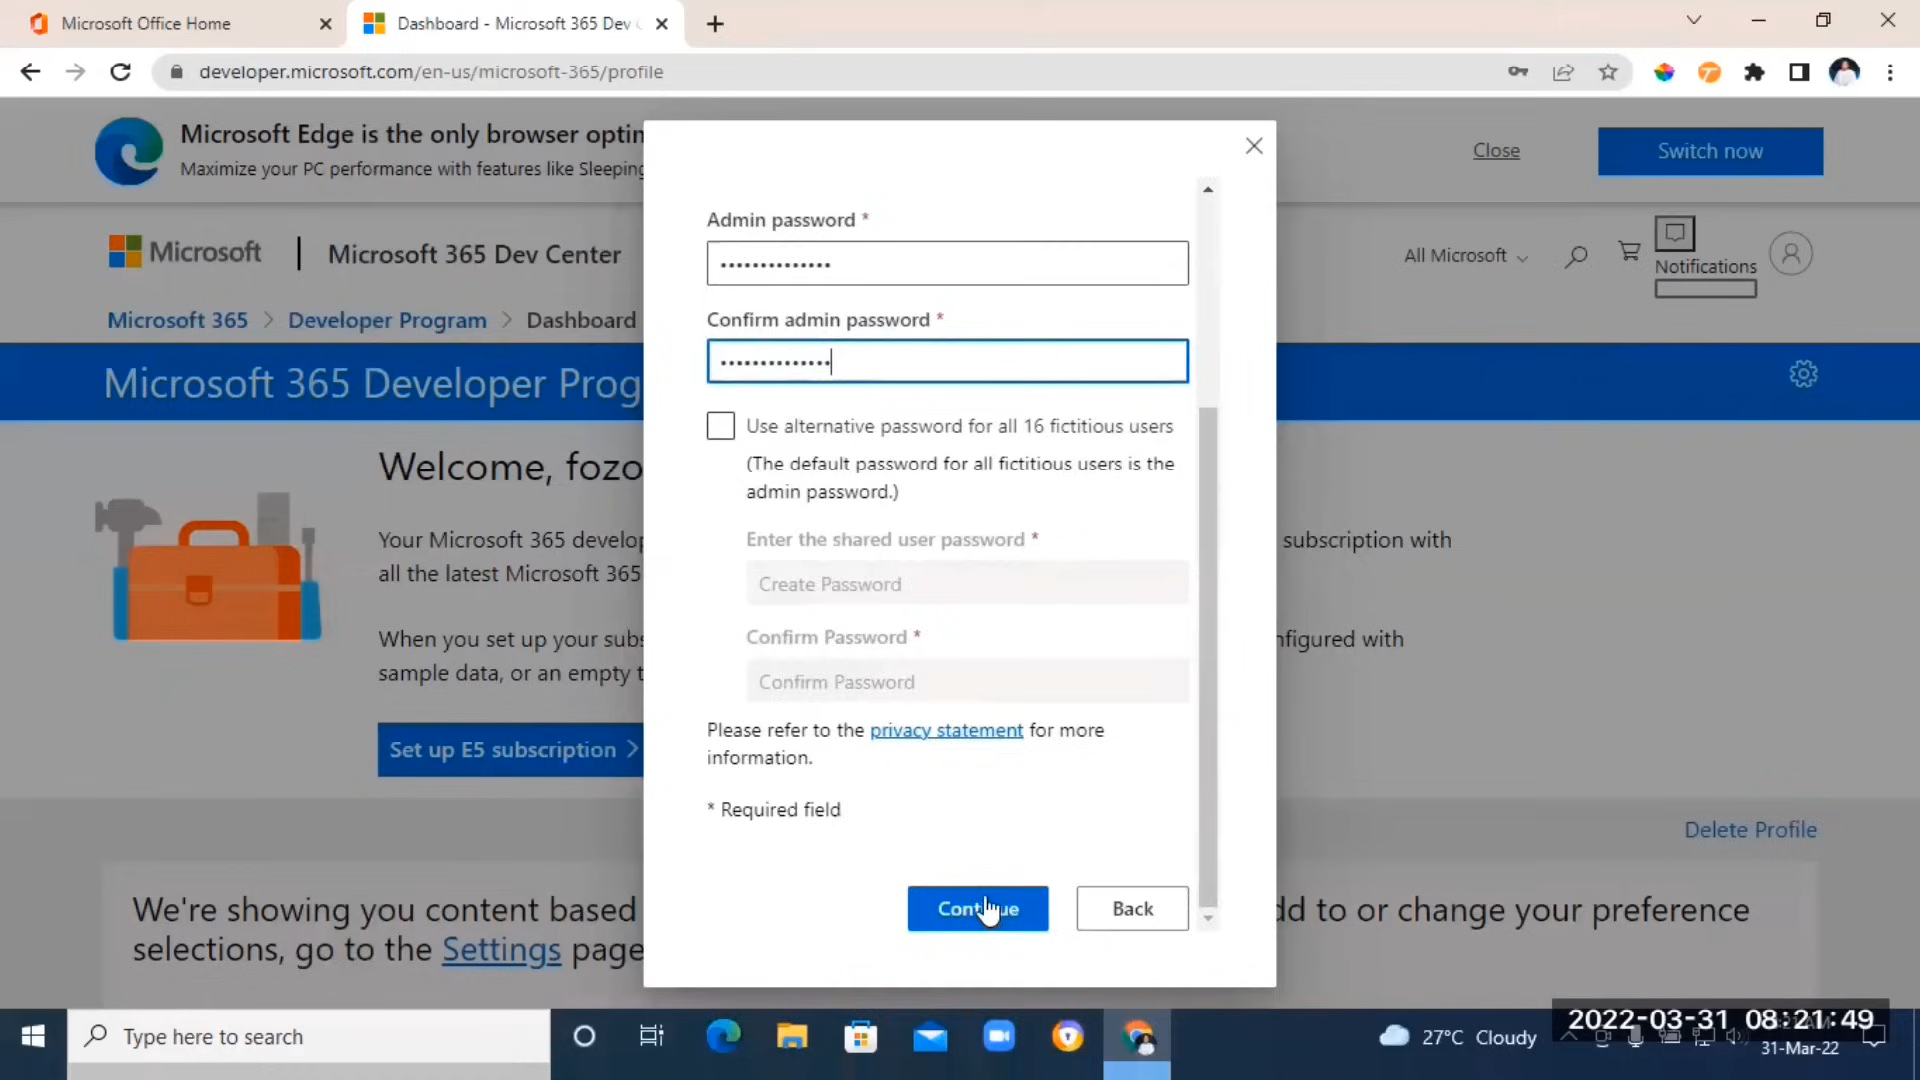 Microsoft Office Home
Dashboard - Microsoft 365 Dev
developer.microsoft.com/en-us/microsoft-365/profile
Microsoft Edge is the only browser optim
Maximize your PC performance with features like Sleeping
Close
Switch now
Microsoft
Microsoft 365 Dev Center
All Microsoft
Notifications
Microsoft 365 > Developer Program > Dashboard
Microsoft 365 Developer Prog
Welcome, fozo
Your Microsoft 365 develop
subscription with
all the latest Microsoft 365
When you set up your subs
nfigured with
sample data, or an empty t
Set up E5 subscription >
Delete Profile
We're showing you content based
dd to or change your preference
selections, go to the Settings page
Admin password *
••••••••••••••
Confirm admin password *
••••••••••••••
Use alternative password for all 16 fictitious users
(The default password for all fictitious users is the
admin password.)
Enter the shared user password *
Create Password
Confirm Password *
Confirm Password
Please refer to the privacy statement for more
information.
* Required field
Continue
Back
Type here to search
27°C Cloudy
2022-03-31 08:21:49
31-Mar-22